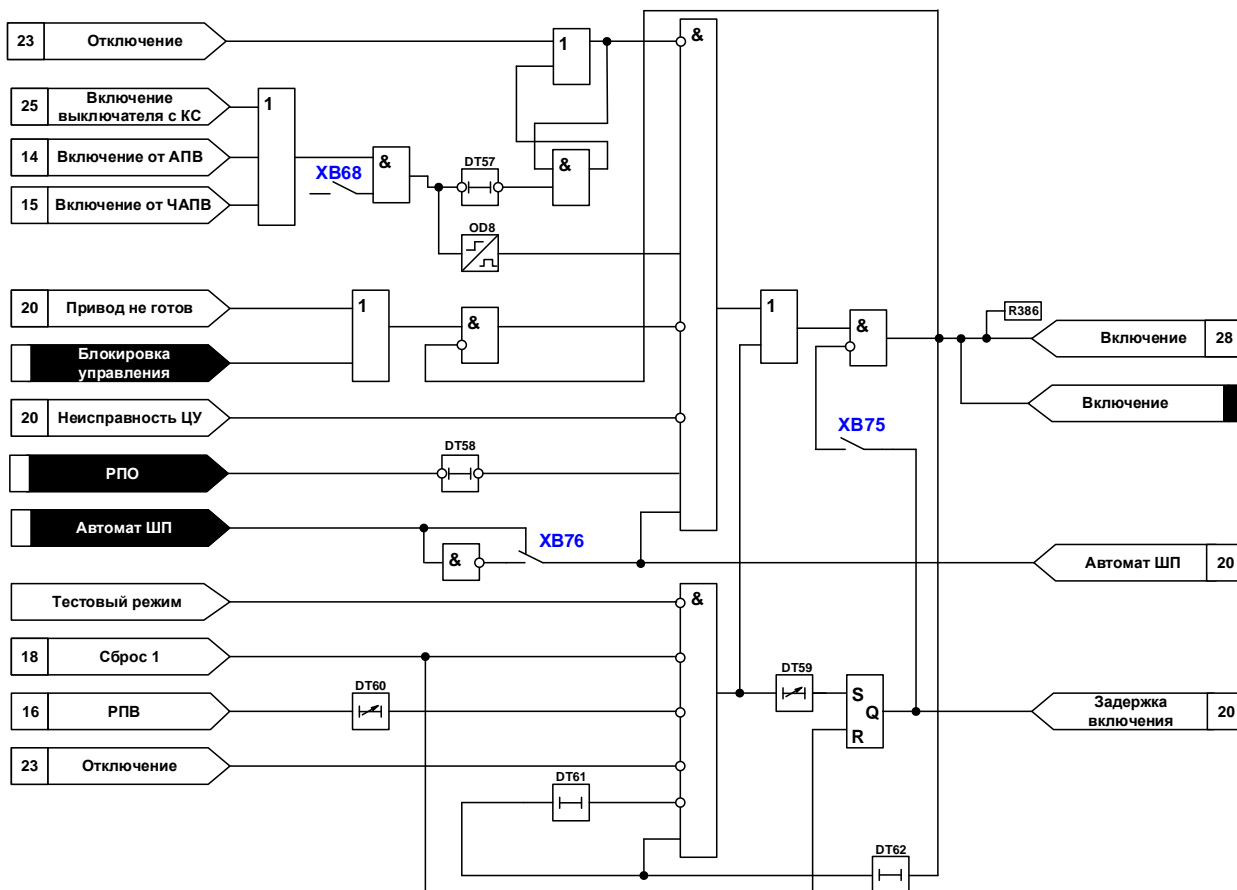 23 Отключение
1
&
25 Включение выключателя с КС
1
14 Включение от АПВ
XB68
&
DT57
&
15 Включение от ЧАПВ
OD8
20 Привод не готов
1
&
1
&
R386
Включение 28
Блокировка управления
Включение
20 Неисправность ЦУ
XB75
DT58
РПО
Автомат ШП
XB76
&
Автомат ШП 20
Тестовый режим
&
18 Сброс 1
DT60
DT59
S
16 РПВ
Q
R
Задержка включения 20
23 Отключение
DT61
DT62